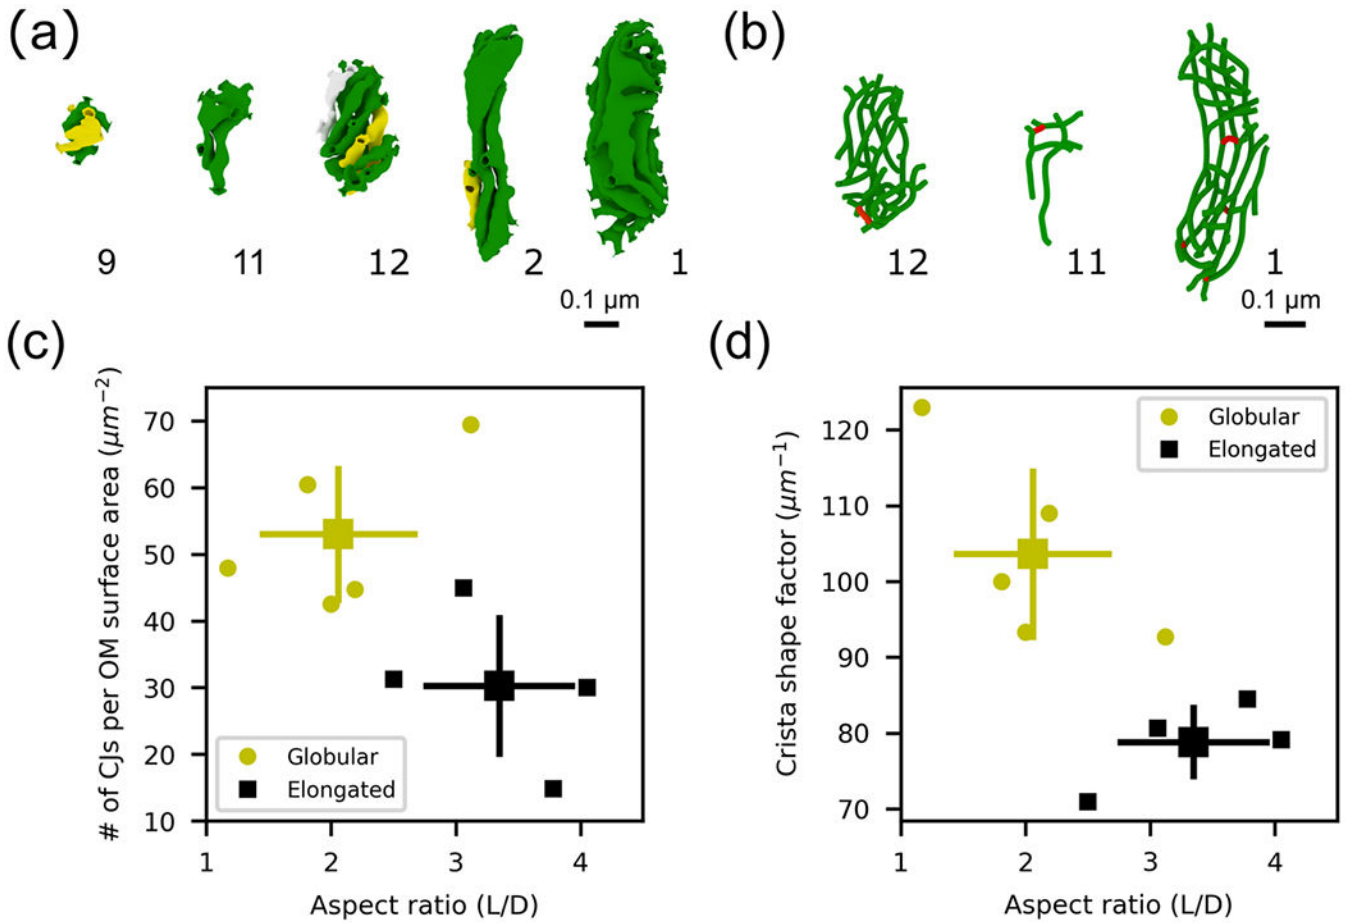 (a)
(b)
9 11 12 2 1
0.1 μm
12 11 1
0.1 μm
(c)
(d)
# of CJs per OM surface area (μm⁻²)
70
60
50
40
30
20
10
Globular
Elongated
1 2 3 4
Aspect ratio (L/D)
Crista shape factor (μm⁻¹)
120
110
100
90
80
70
Globular
Elongated
1 2 3 4
Aspect ratio (L/D)